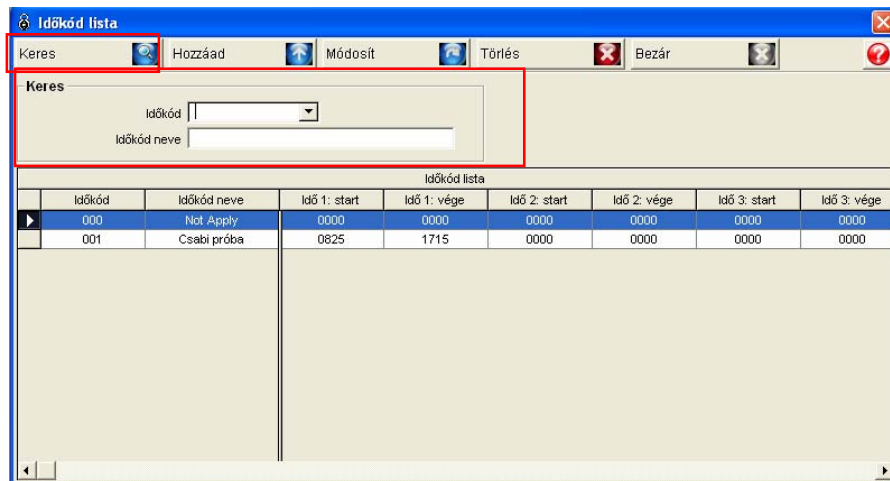 Időkód lista
Keres Hozzáad Módosít Törlés Bezár ?
Keres
Időkód
Időkód neve
Időkód lista
Időkód Időkód neve Idő 1: start Idő 1: vége Idő 2: start Idő 2: vége Idő 3: start Idő 3: vége
000 Not Apply 0000 0000 0000 0000 0000 0000
001 Csabi próba 0825 1715 0000 0000 0000 0000